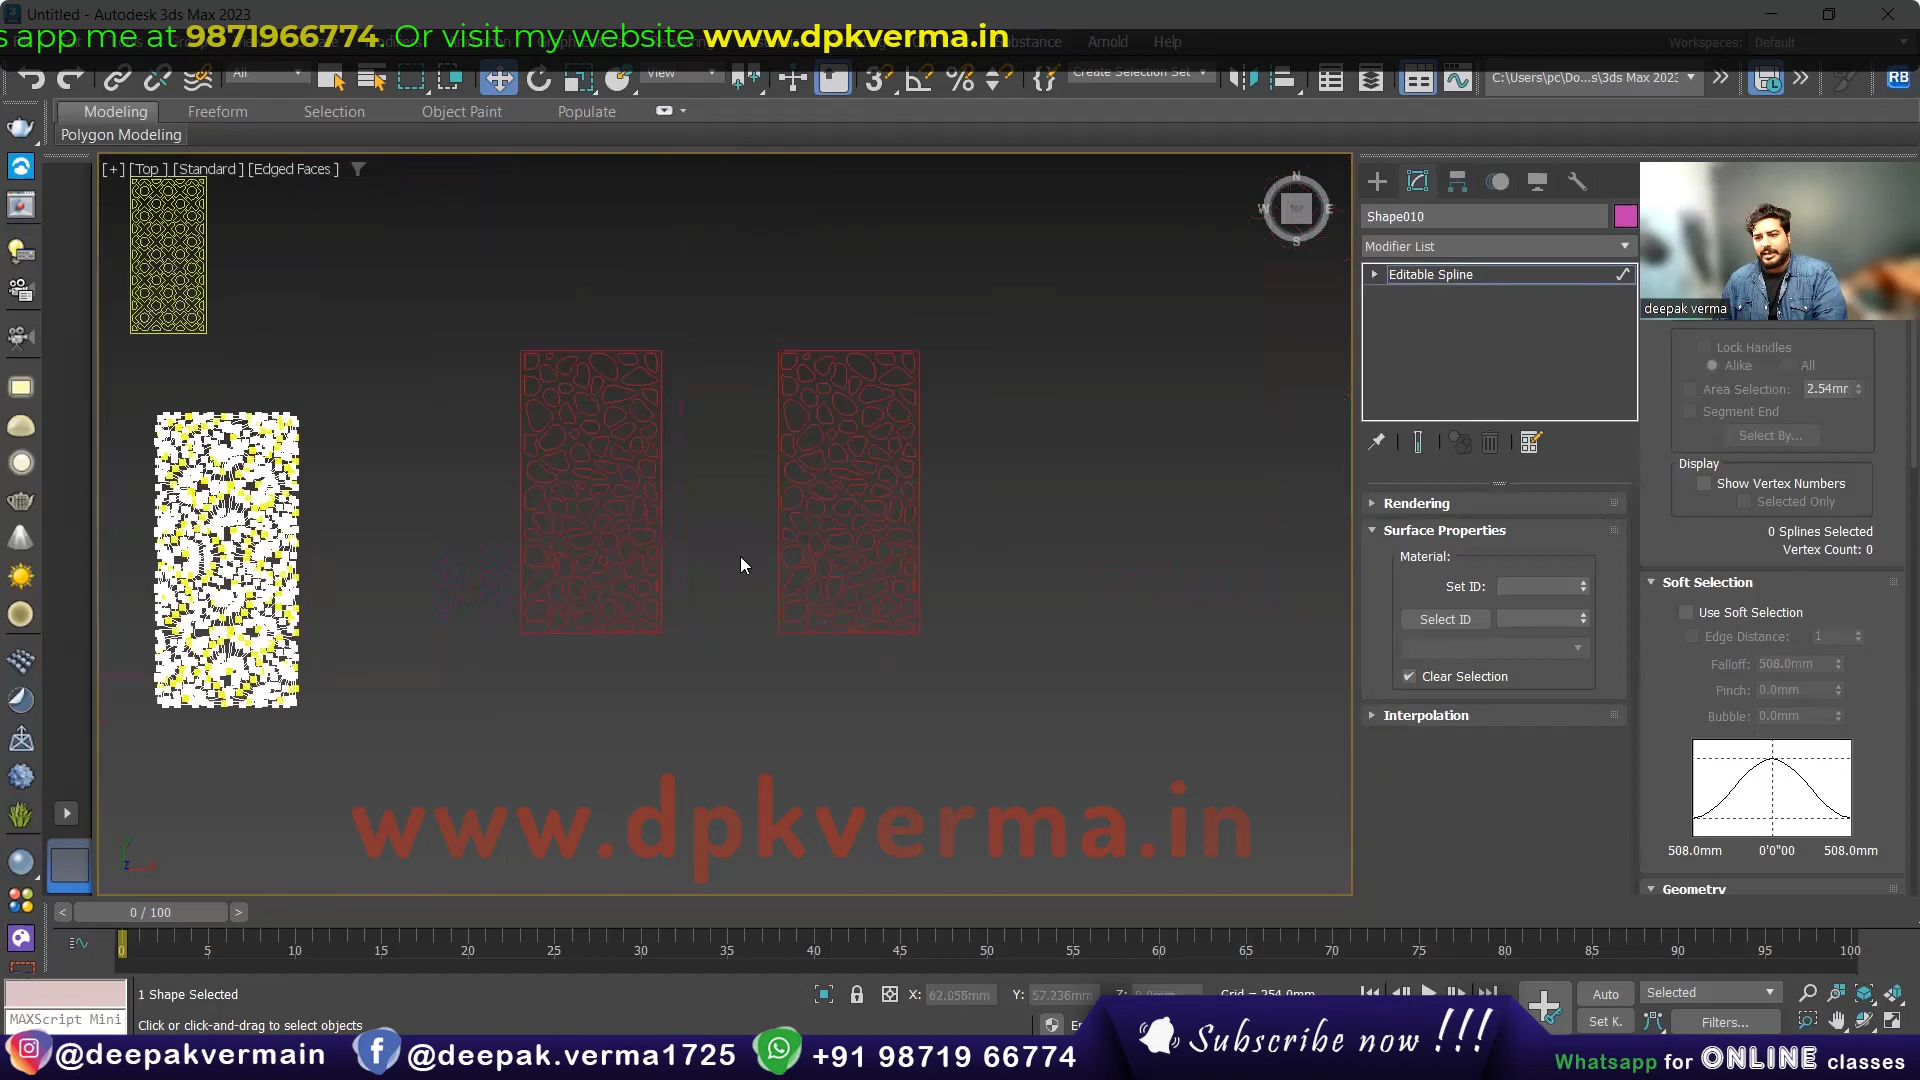 Untitled - Autodesk 3ds Max 2023
s app me at 9871966774. Or visit my website www.dpkverma.in
Substance Arnold Help
Workspaces: Default
All
View
Create Selection Set
C:\Users\pc\Do...s\3ds Max 2023
RB
Modeling Freeform Selection Object Paint Populate
Polygon Modeling
[+] [Top ] [Standard ] [Edged Faces ]
N
W TOP E
S
Shape010
Modifier List
Editable Spline
deepak verma
Lock Handles
Alike All
Area Selection: 2.54mr
Segment End
Select By...
Display
Show Vertex Numbers
Selected Only
0 Splines Selected
Vertex Count: 0
Rendering
Surface Properties
Material:
Set ID:
Select ID
Clear Selection
Interpolation
Soft Selection
Use Soft Selection
Edge Distance: 1
Falloff: 508.0mm
Pinch: 0.0mm
Bubble: 0.0mm
508.0mm 0'0"00 508.0mm
Geometry
www.dpkverma.in
y
z
< 0 / 100 >
0 5 10 15 20 25 30 35 40 45 50 55 60 65 70 75 80 85 90 95 100
1 Shape Selected
X: 62.056mm Y: 57.236mm Z: 0.0mm Grid = 254.0mm
Auto Selected
MAXScript Mini
Click or click-and-drag to select objects
Set K. Filters...
@deepakvermain @deepak.verma1725 +91 98719 66774
Subscribe now !!!
Whatsapp for ONLINE classes